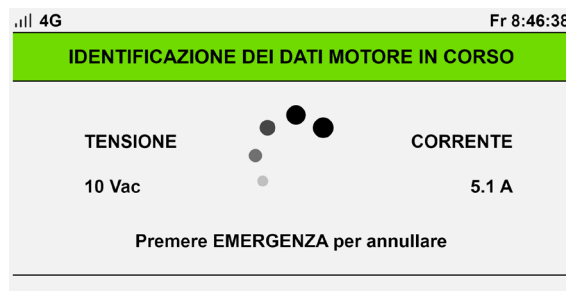 4G Fr 8:46:38
IDENTIFICAZIONE DEI DATI MOTORE IN CORSO
TENSIONE CORRENTE
10 Vac 5.1 A
Premere EMERGENZA per annullare